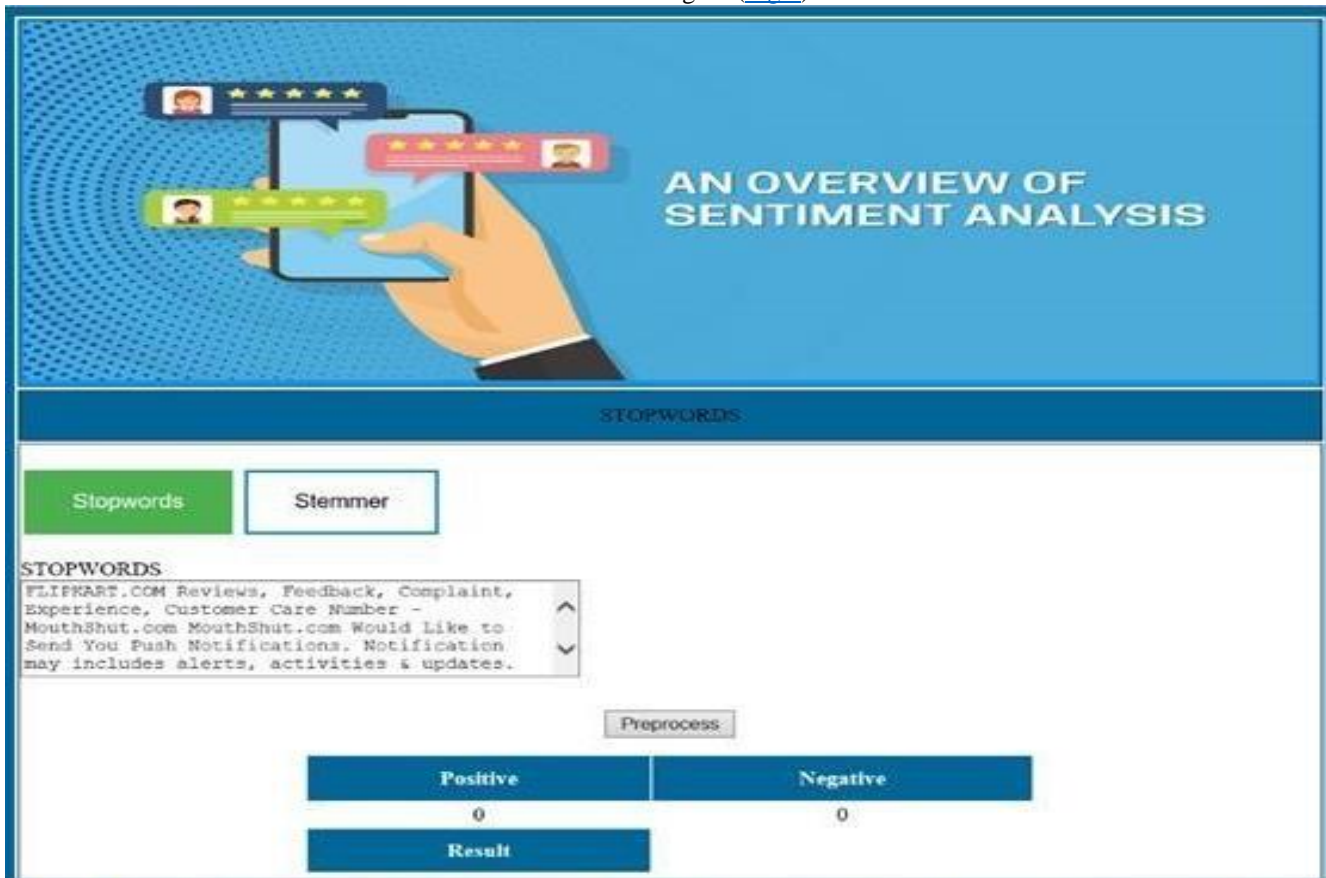 AN OVERVIEW OF
SENTIMENT ANALYSIS
STOPWORDS
Stopwords
Stemmer
STOPWORDS
FLIPKART.COM Reviews, Feedback, Complaint,
Experience, Customer Care Number -
MouthShut.com MouthShut.com Would Like to
Send You Push Notifications. Notification
may includes alerts, activities & updates.
Preprocess
Positive Negative
0 0
Result